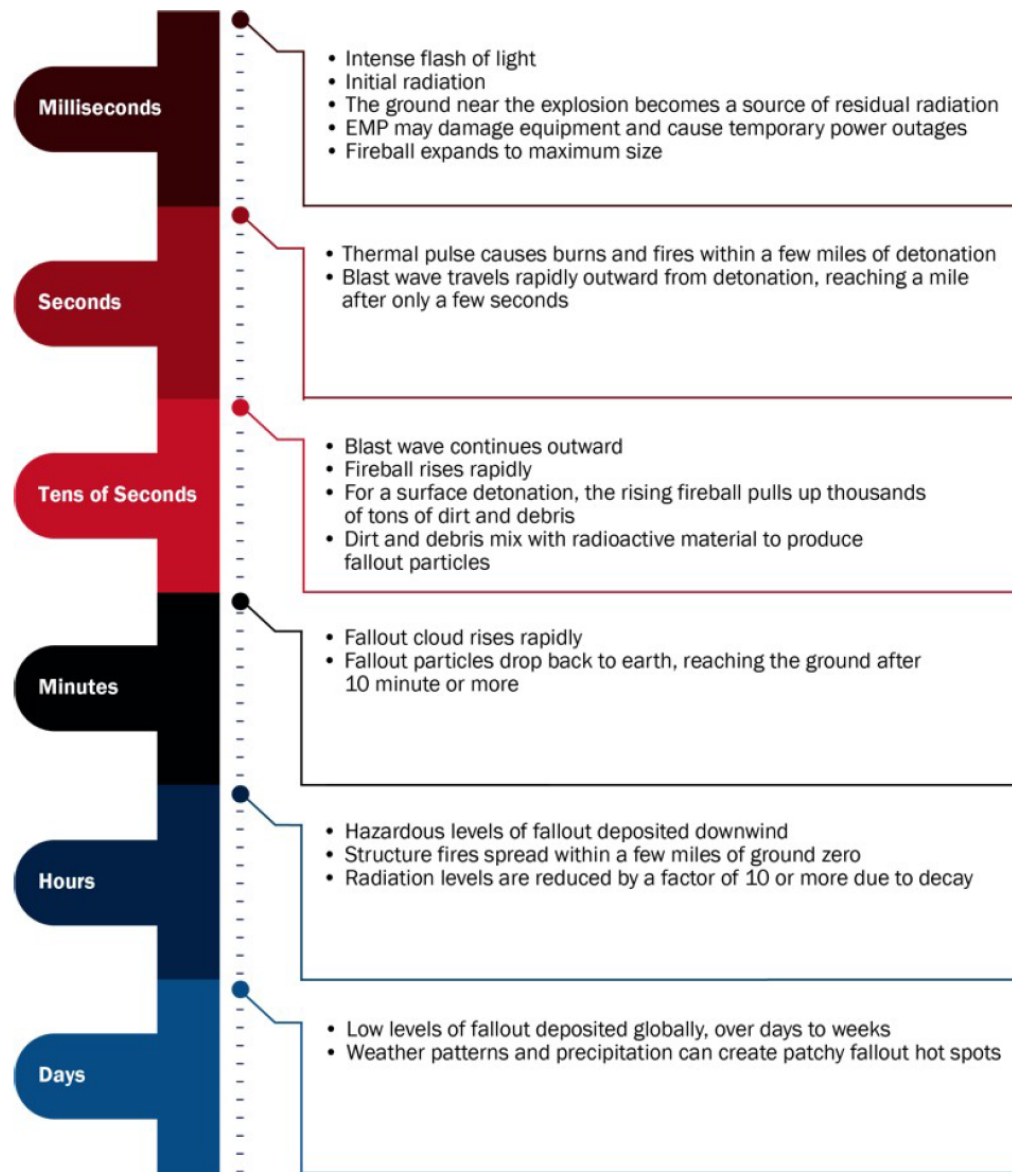 Milliseconds
• Intense flash of light
• Initial radiation
• The ground near the explosion becomes a source of residual radiation
• EMP may damage equipment and cause temporary power outages
• Fireball expands to maximum size
Seconds
• Thermal pulse causes burns and fires within a few miles of detonation
• Blast wave travels rapidly outward from detonation, reaching a mile
after only a few seconds
Tens of Seconds
• Blast wave continues outward
• Fireball rises rapidly
• For a surface detonation, the rising fireball pulls up thousands
of tons of dirt and debris
• Dirt and debris mix with radioactive material to produce
fallout particles
Minutes
• Fallout cloud rises rapidly
• Fallout particles drop back to earth, reaching the ground after
10 minute or more
Hours
• Hazardous levels of fallout deposited downwind
• Structure fires spread within a few miles of ground zero
• Radiation levels are reduced by a factor of 10 or more due to decay
Days
• Low levels of fallout deposited globally, over days to weeks
• Weather patterns and precipitation can create patchy fallout hot spots